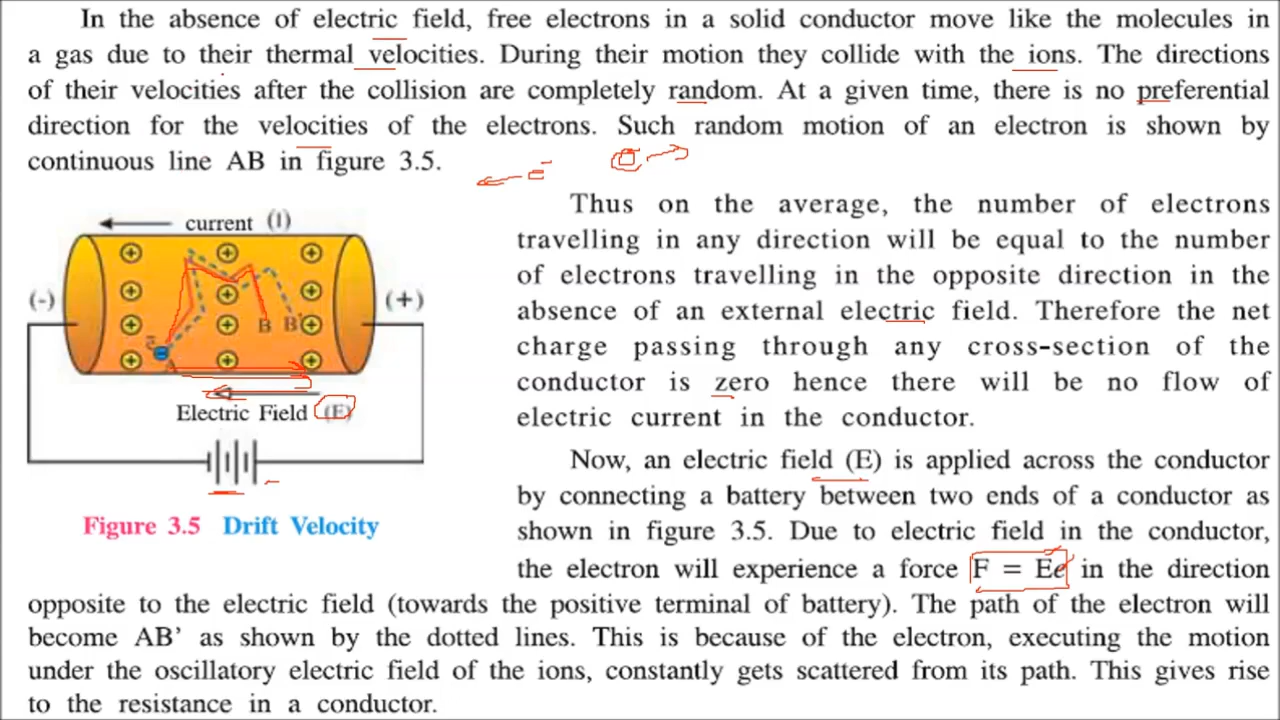 In the absence of electric field, free electrons in a solid conductor move like the molecules in
a gas due to their thermal velocities. During their motion they collide with the ions. The directions
of their velocities after the collision are completely random. At a given time, there is no preferential
direction for the velocities of the electrons. Such random motion of an electron is shown by
continuous line AB in figure 3.5.
current (I)
(-)
(+)
B B'
e
Electric Field (E)
Figure 3.5 Drift Velocity
Thus on the average, the number of electrons
travelling in any direction will be equal to the number
of electrons travelling in the opposite direction in the
absence of an external electric field. Therefore the net
charge passing through any cross-section of the
conductor is zero hence there will be no flow of
electric current in the conductor.
Now, an electric field (E) is applied across the conductor
by connecting a battery between two ends of a conductor as
shown in figure 3.5. Due to electric field in the conductor,
the electron will experience a force F = Ee in the direction
opposite to the electric field (towards the positive terminal of battery). The path of the electron will
become AB' as shown by the dotted lines. This is because of the electron, executing the motion
under the oscillatory electric field of the ions, constantly gets scattered from its path. This gives rise
to the resistance in a conductor.